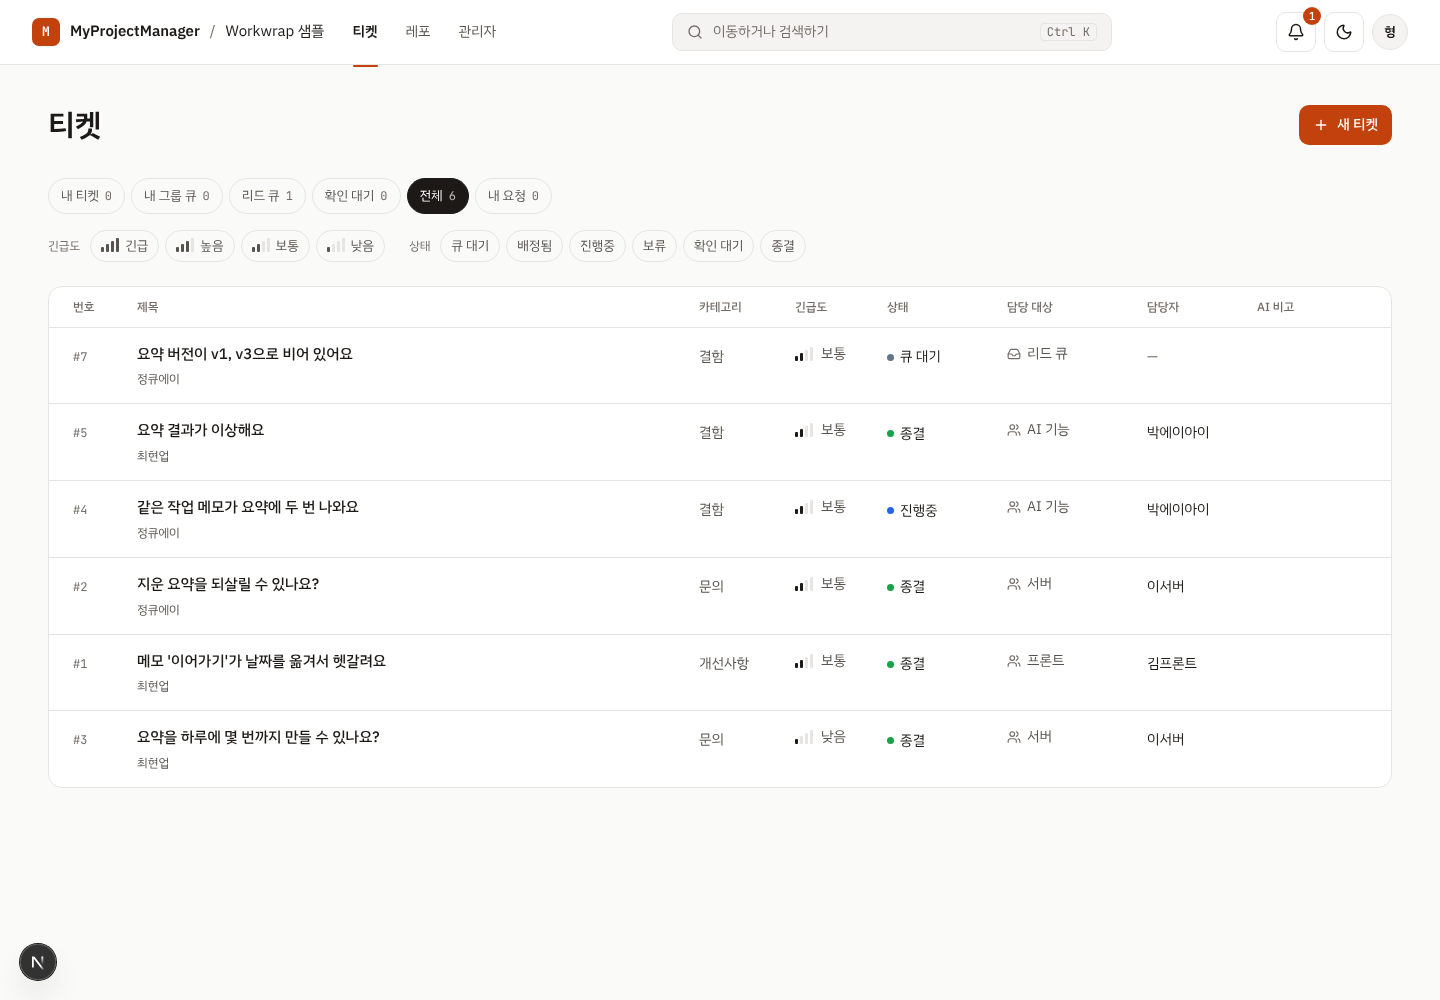 M MyProjectManager / Workwrap 샘플 티켓 레포 관리자 이동하거나 검색하기 Ctrl K 1 형
티켓 + 새 티켓
내 티켓 0 내 그룹 큐 0 리드 큐 1 확인 대기 0 전체 6 내 요청 0
긴급도 긴급 높음 보통 낮음 상태 큐 대기 배정됨 진행중 보류 확인 대기 종결
번호 제목 카테고리 긴급도 상태 담당 대상 담당자 AI 비고
#7 요약 버전이 v1, v3으로 비어 있어요 결함 보통 큐 대기 리드 큐 —
정큐에이
#5 요약 결과가 이상해요 결함 보통 종결 AI 기능 박에이아이
최현업
#4 같은 작업 메모가 요약에 두 번 나와요 결함 보통 진행중 AI 기능 박에이아이
정큐에이
#2 지운 요약을 되살릴 수 있나요? 문의 보통 종결 서버 이서버
정큐에이
#1 메모 '이어가기'가 날짜를 옮겨서 헷갈려요 개선사항 보통 종결 프론트 김프론트
최현업
#3 요약을 하루에 몇 번까지 만들 수 있나요? 문의 낮음 종결 서버 이서버
최현업
N